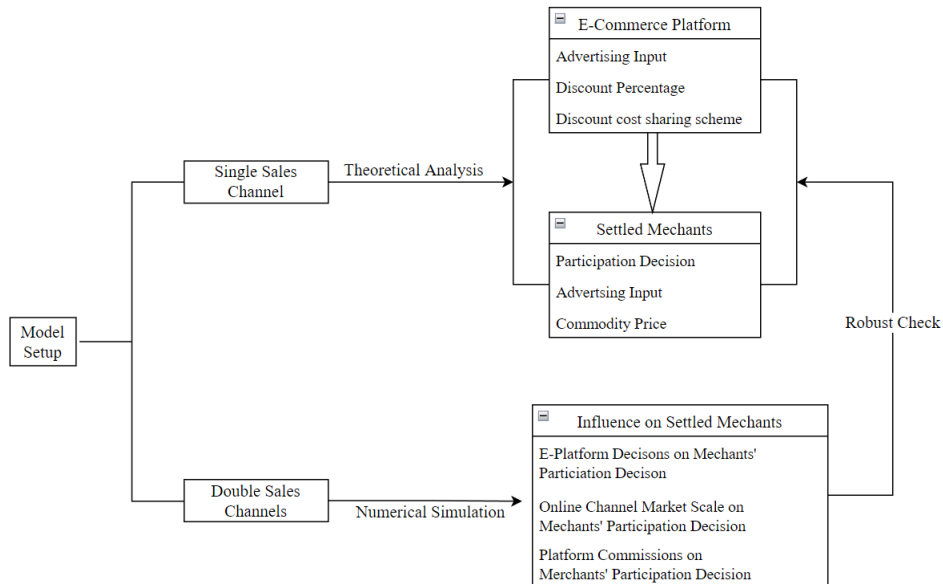 E-Commerce Platform
Advertising Input
Discount Percentage
Discount cost sharing scheme
Single Sales
Channel
Theoretical Analysis
Settled Mechants
Participation Decision
Advertsing Input
Commodity Price
Model
Setup
Robust Check
Influence on Settled Mechants
E-Platform Decisons on Mechants'
Particiation Decison
Double Sales
Channels
Numerical Simulation
Online Channel Market Scale on
Mechants' Participation Decision
Platform Commissions on
Merchants' Participation Decision